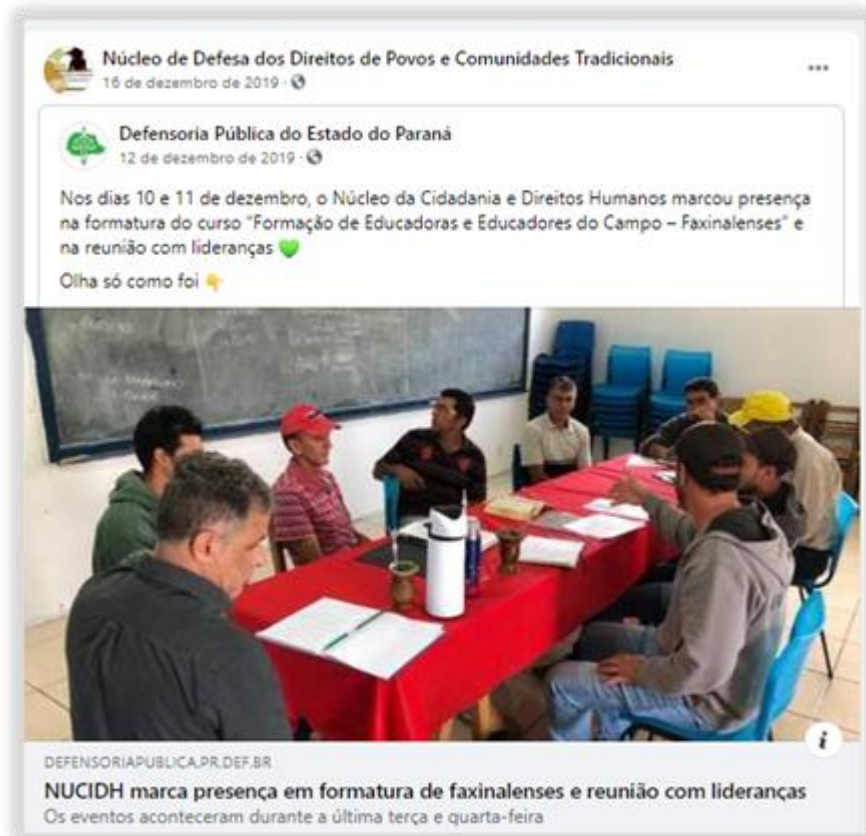 Núcleo de Defesa dos Direitos de Povos e Comunidades Tradicionais
16 de dezembro de 2019 ·
Defensoria Pública do Estado do Paraná
12 de dezembro de 2019 ·
Nos dias 10 e 11 de dezembro, o Núcleo da Cidadania e Direitos Humanos marcou presença
na formatura do curso "Formação de Educadoras e Educadores do Campo – Faxinalenses" e
na reunião com lideranças 💚
Olha só como foi 👇
DEFENSORIAPUBLICA.PR.DEF.BR
NUCIDH marca presença em formatura de faxinalenses e reunião com lideranças
Os eventos aconteceram durante a última terça e quarta-feira